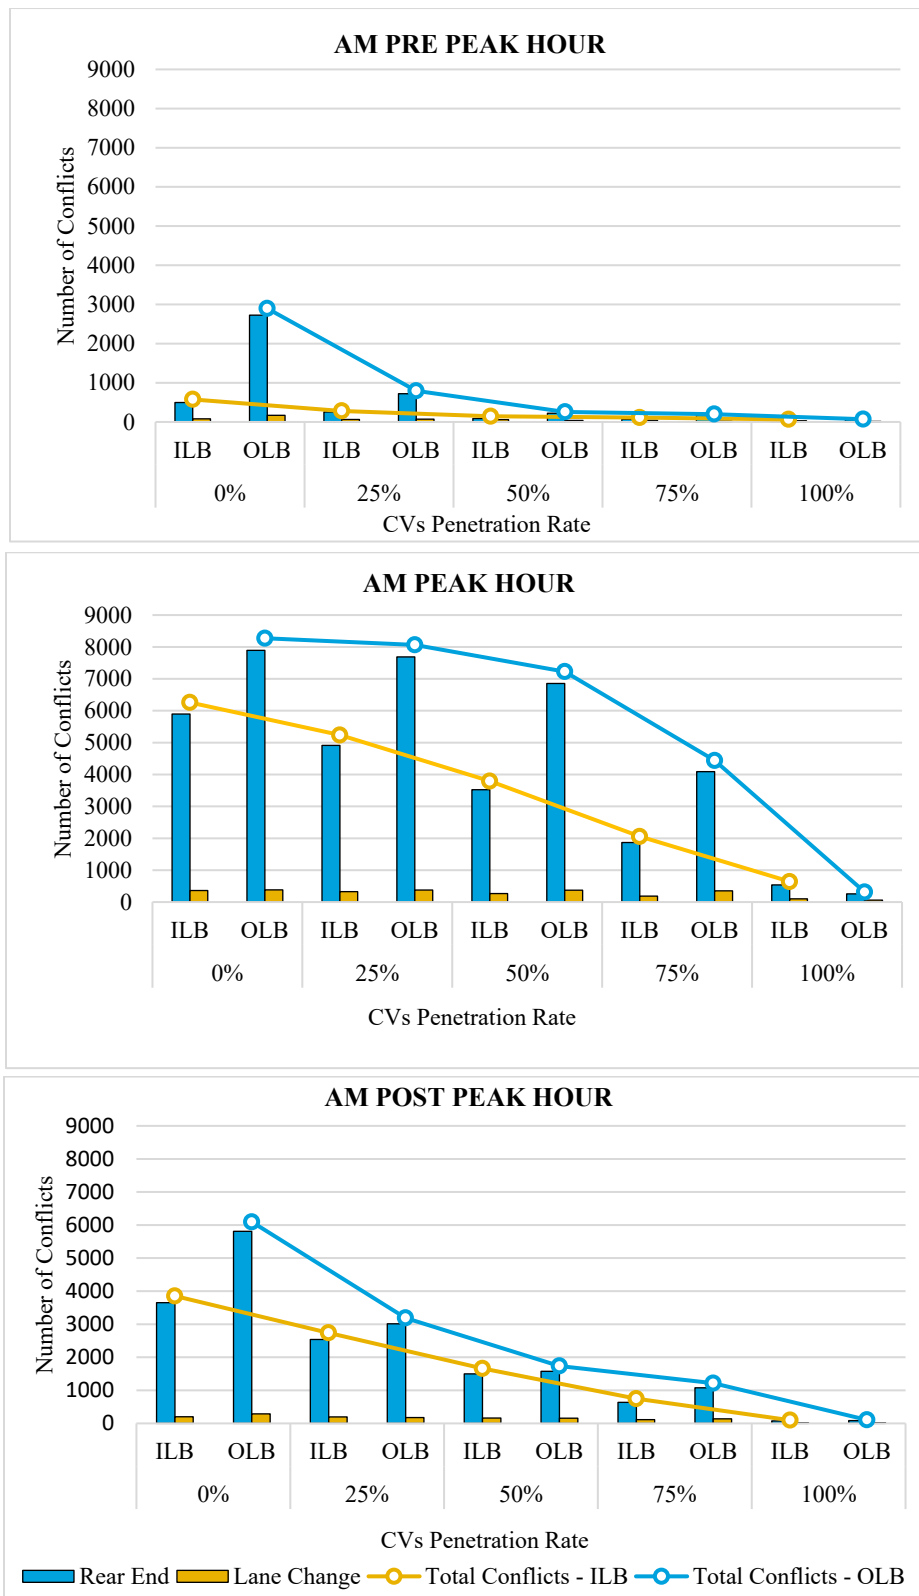 AM PRE PEAK HOUR
Number of Conflicts
9000
8000
7000
6000
5000
4000
3000
2000
1000
0
ILB OLB ILB OLB ILB OLB ILB OLB ILB OLB
0% 25% 50% 75% 100%
CVs Penetration Rate
AM PEAK HOUR
Number of Conflicts
9000
8000
7000
6000
5000
4000
3000
2000
1000
0
ILB OLB ILB OLB ILB OLB ILB OLB ILB OLB
0% 25% 50% 75% 100%
CVs Penetration Rate
AM POST PEAK HOUR
Number of Conflicts
9000
8000
7000
6000
5000
4000
3000
2000
1000
0
ILB OLB ILB OLB ILB OLB ILB OLB ILB OLB
0% 25% 50% 75% 100%
CVs Penetration Rate
Rear End Lane Change Total Conflicts - ILB Total Conflicts - OLB